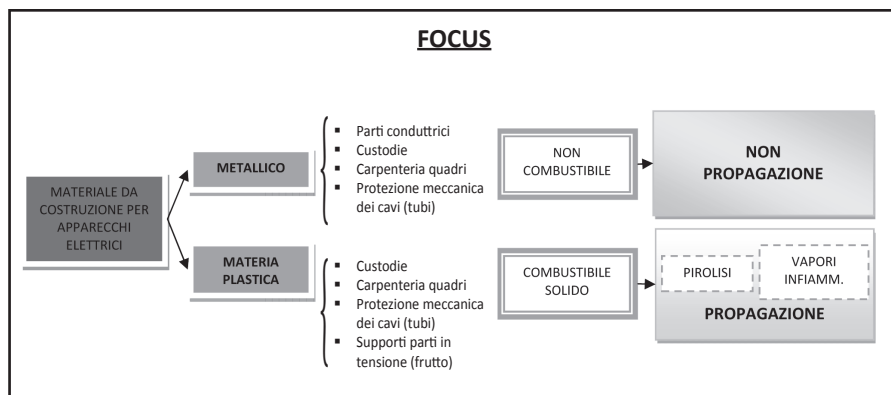 FOCUS
MATERIALE DA
COSTRUZIONE PER
APPARECCHI
ELETTRICI
METALLICO
▪ Parti conduttrici
▪ Custodie
▪ Carpenteria quadri
▪ Protezione meccanica
dei cavi (tubi)
NON
COMBUSTIBILE
NON
PROPAGAZIONE
MATERIA
PLASTICA
▪ Custodie
▪ Carpenteria quadri
▪ Protezione meccanica
dei cavi (tubi)
▪ Supporti parti in
tensione (frutto)
COMBUSTIBILE
SOLIDO
PIROLISI
VAPORI
INFIAMM.
PROPAGAZIONE